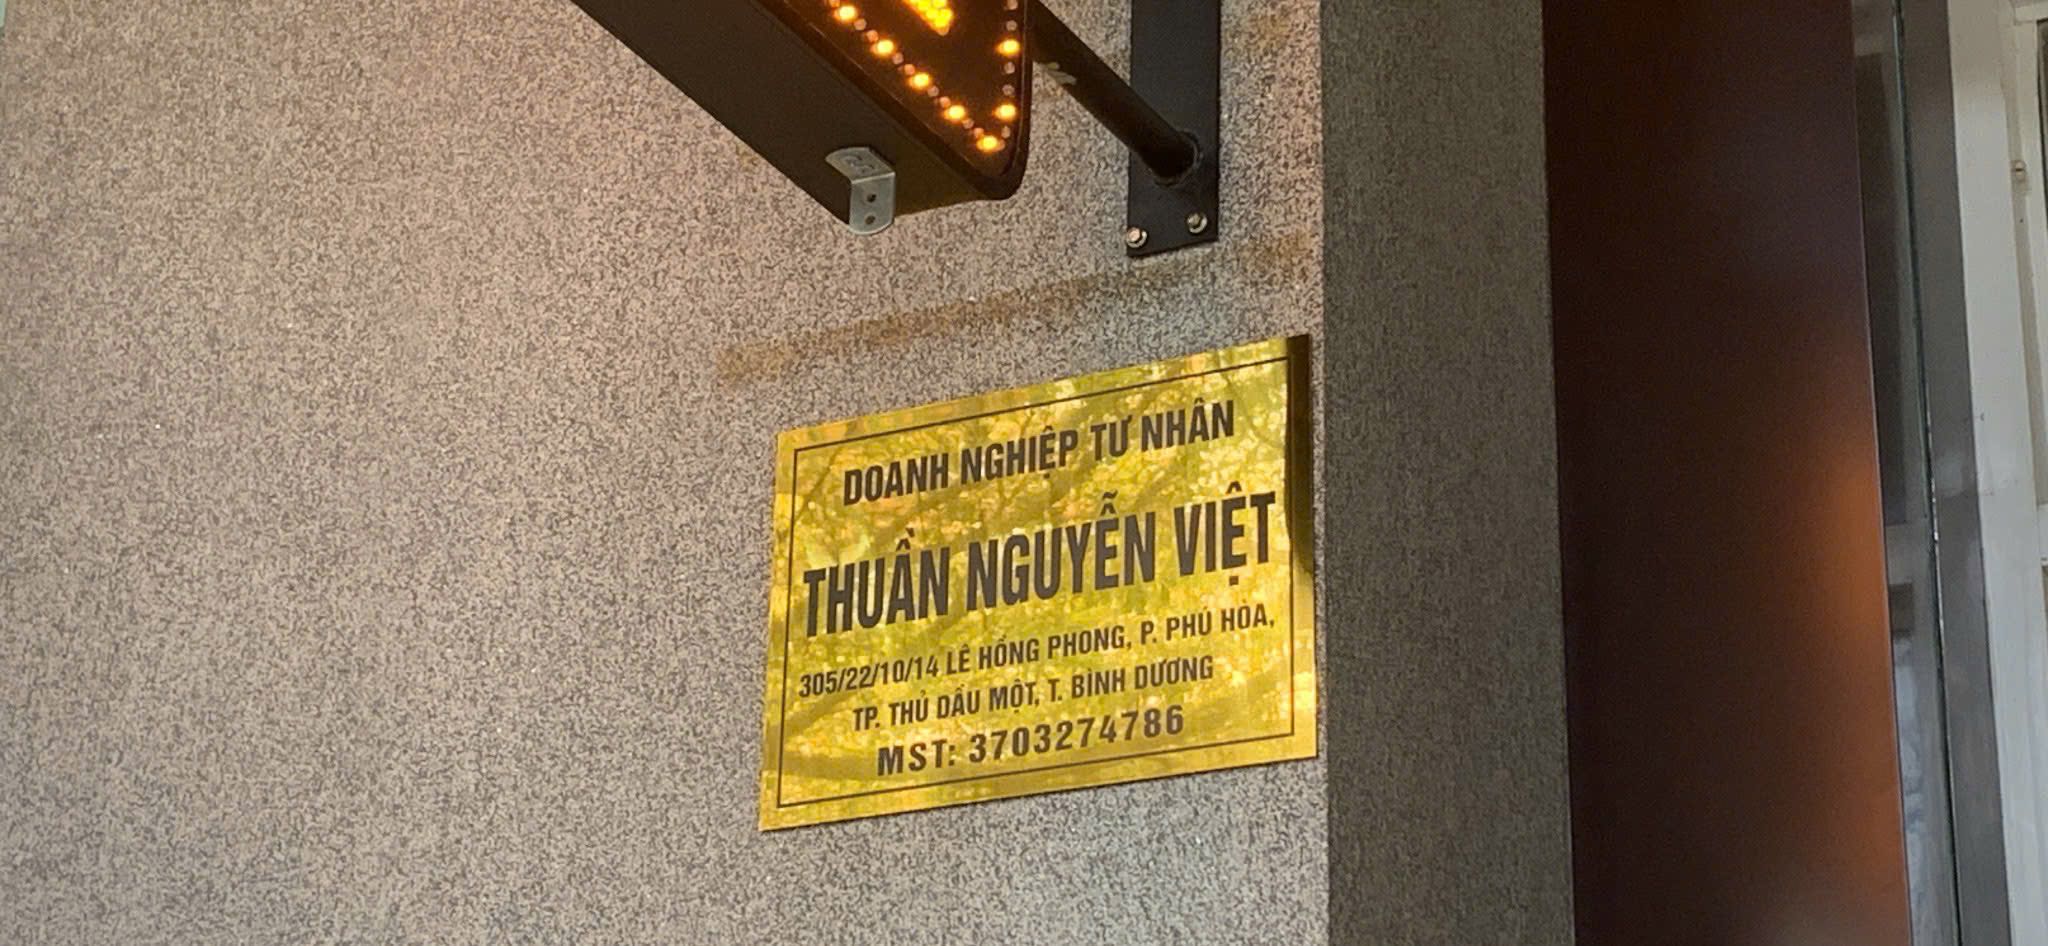 DOANH NGHIỆP TƯ NHÂN
THUẦN NGUYỄN VIỆT
305/22/10/14 LÊ HỒNG PHONG, P. PHÚ HÒA,
TP. THỦ DẦU MỘT, T. BÌNH DƯƠNG
MST: 3703274786